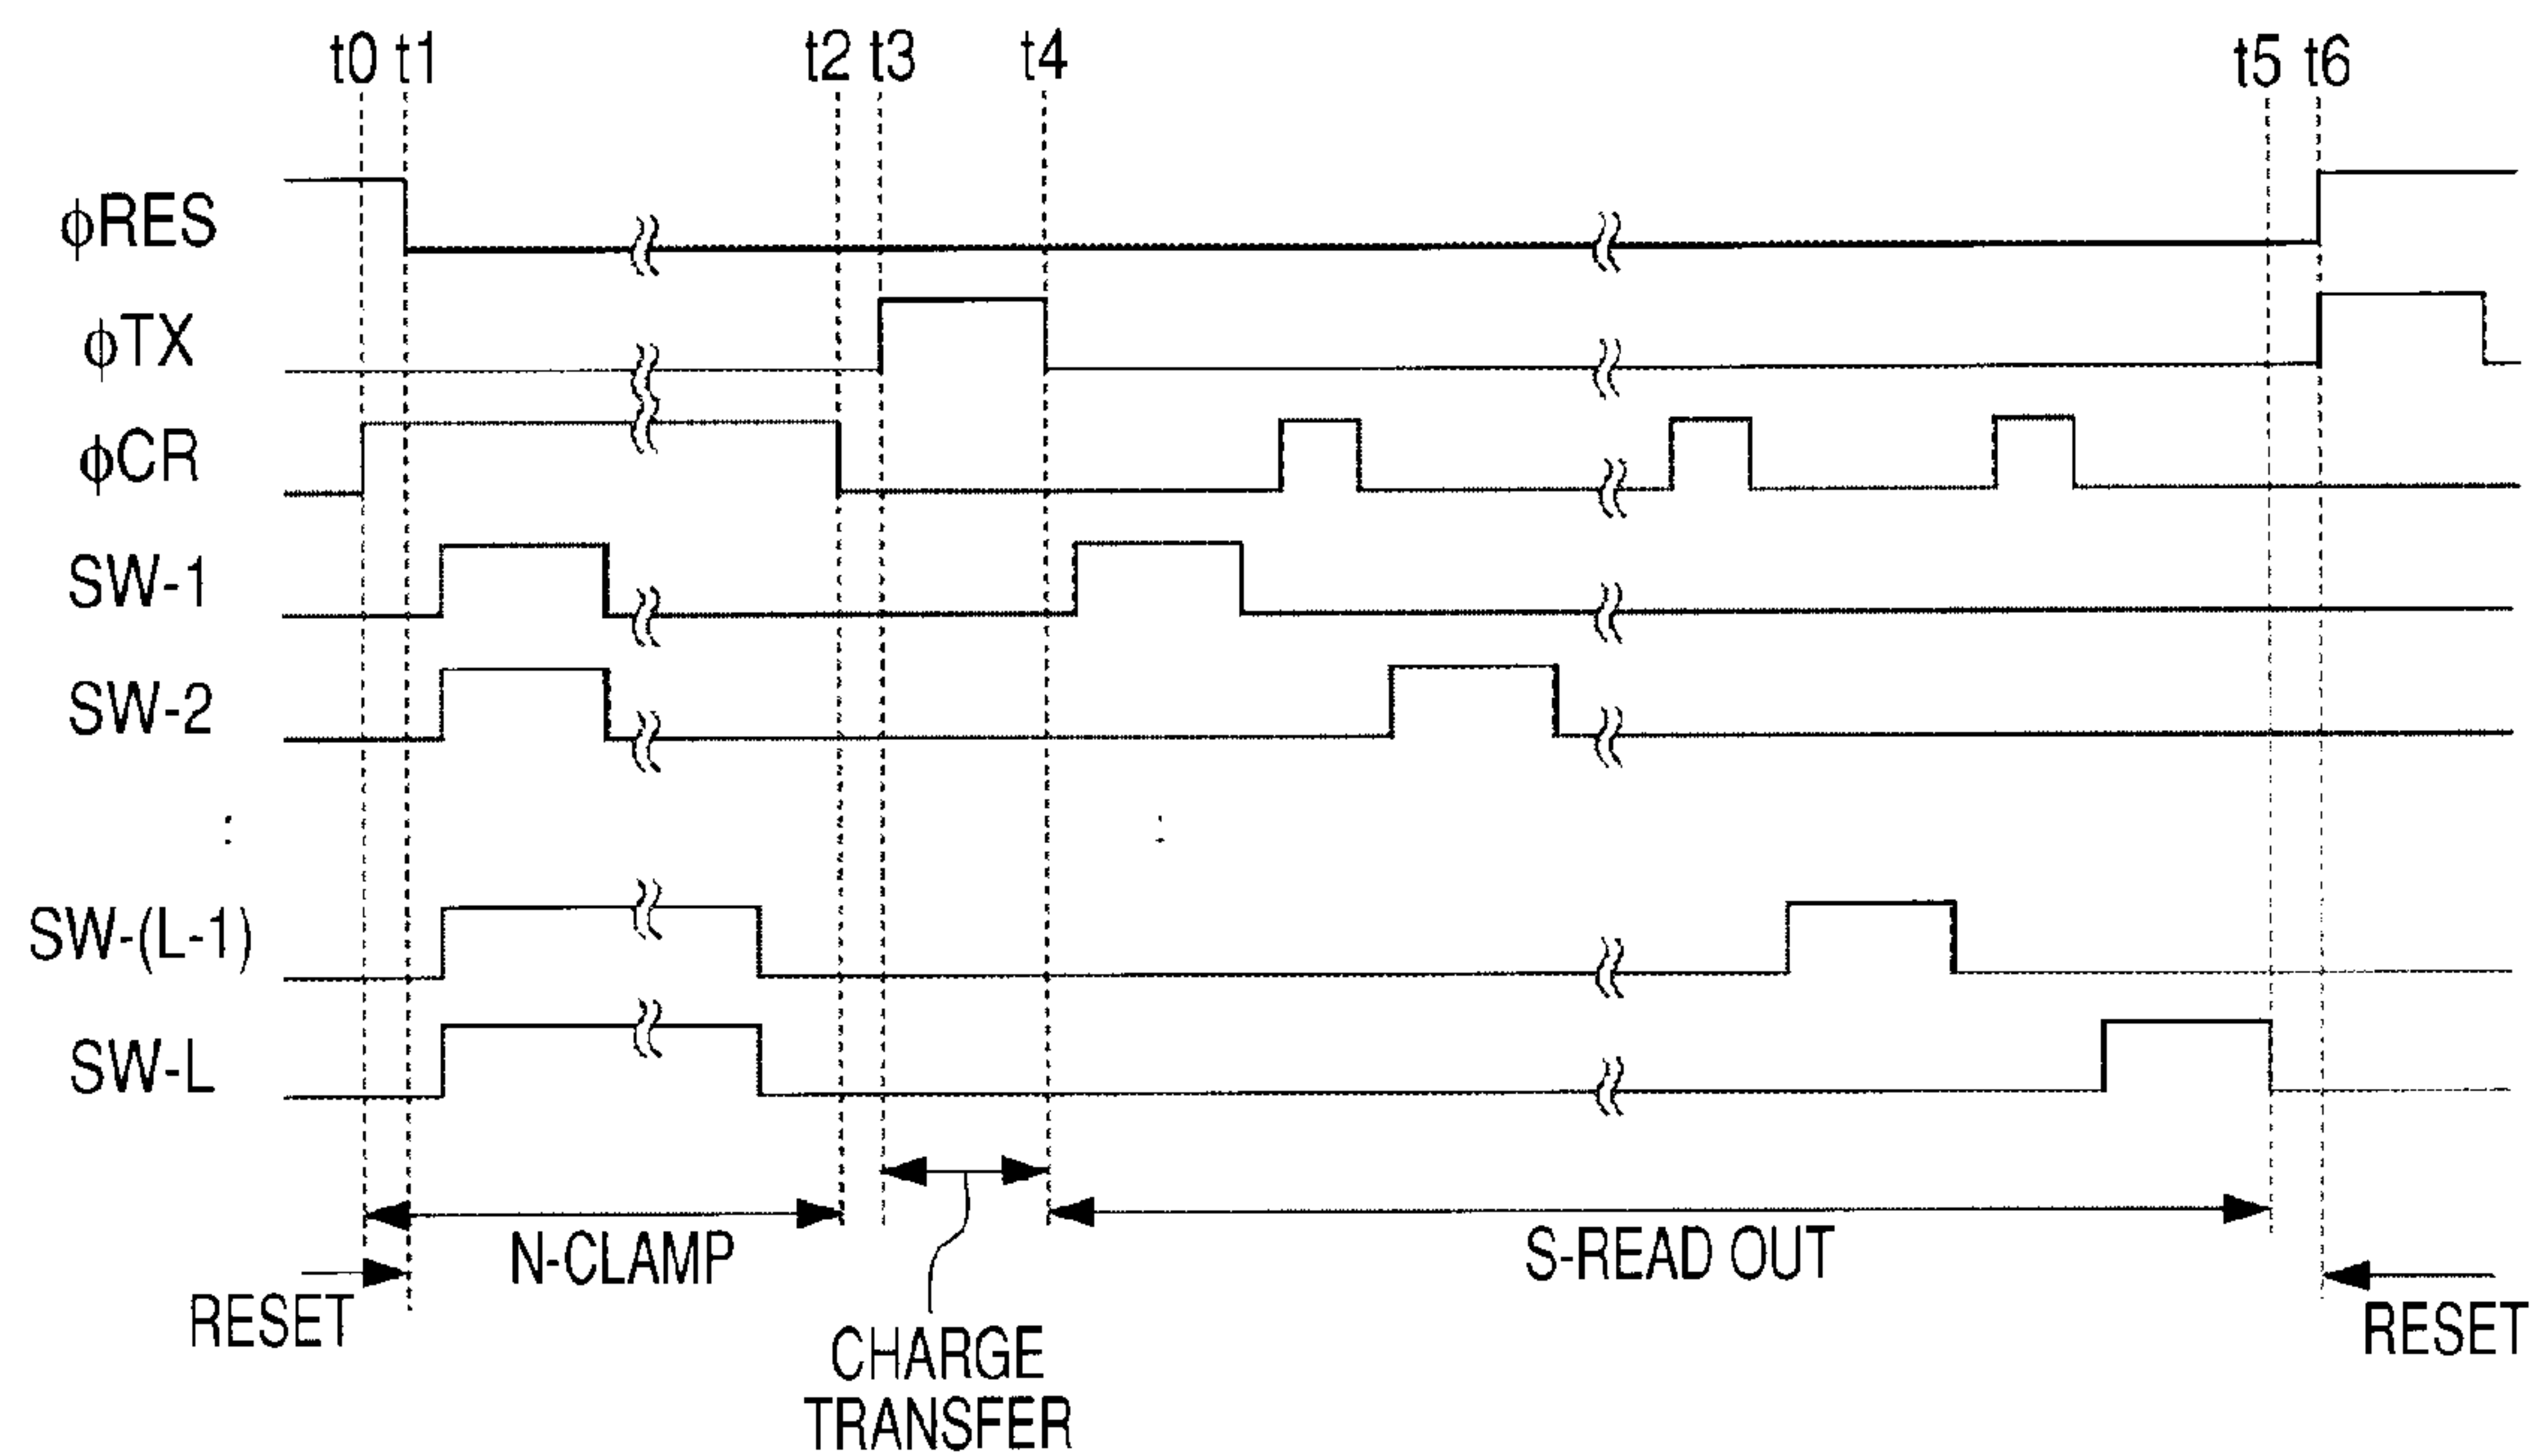 t0 t1 t2 t3 t4 t5 t6
ϕRES
ϕTX
ϕCR
SW-1
SW-2
:
:
SW-(L-1)
SW-L
N-CLAMP
S-READ OUT
RESET
RESET
CHARGE
TRANSFER